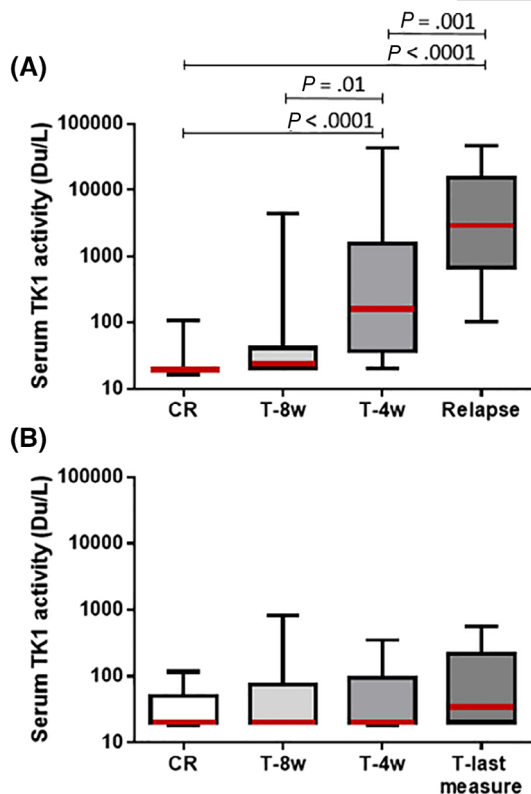 P = .001
(A)
P < .0001
P = .01
P < .0001
Serum TK1 activity (Du/L)
100000
10000
1000
100
10
CR T-8w T-4w Relapse
(B)
Serum TK1 activity (Du/L)
100000
10000
1000
100
10
CR T-8w T-4w T-last
measure